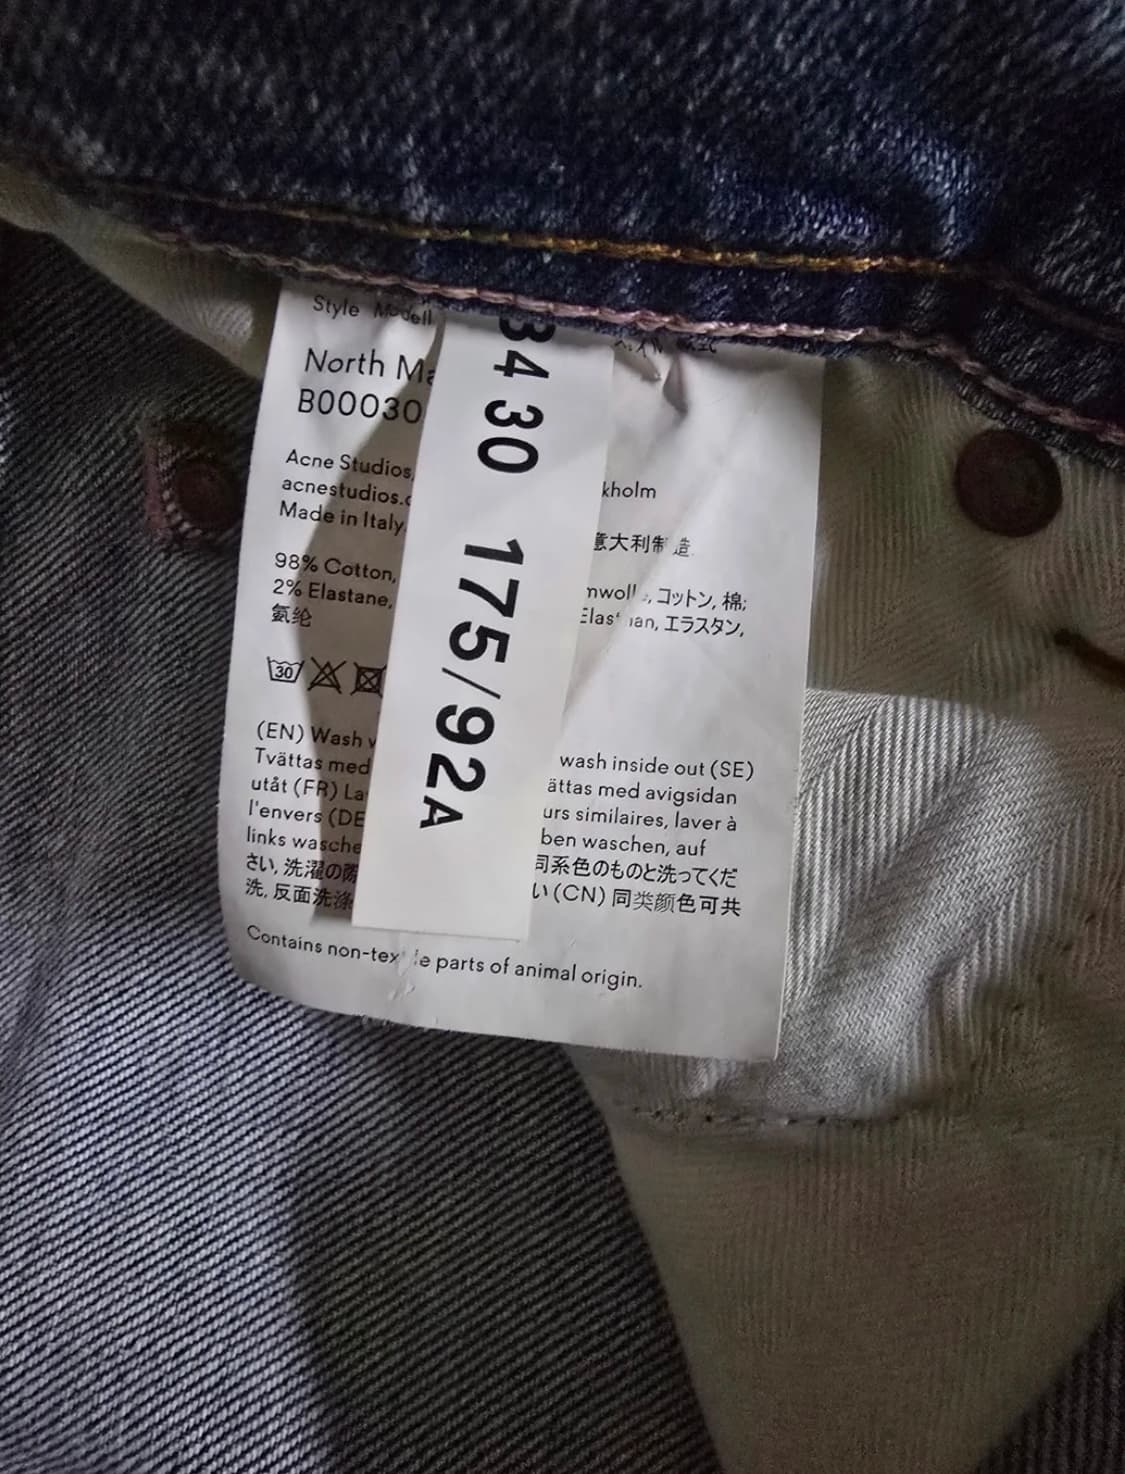 Style Modell
North Ma
B00030
Acne Studios,
kholm
acnestudios.c
Made in Italy,
意大利制造.
98% Cotton,
mwolle, コットン, 棉;
2% Elastane,
Elasthan, エラスタン,
氨纶
30
(EN) Wash w
wash inside out (SE)
Tvättas med
ättas med avigsidan
utåt (FR) La
urs similaires, laver à
l'envers (DE
ben waschen, auf
links wasche
同系色のものと洗ってくだ
さい, 洗濯の際
い (CN) 同类颜色可共
洗, 反面洗涤
Contains non-textile parts of animal origin.
34 30 175/92A